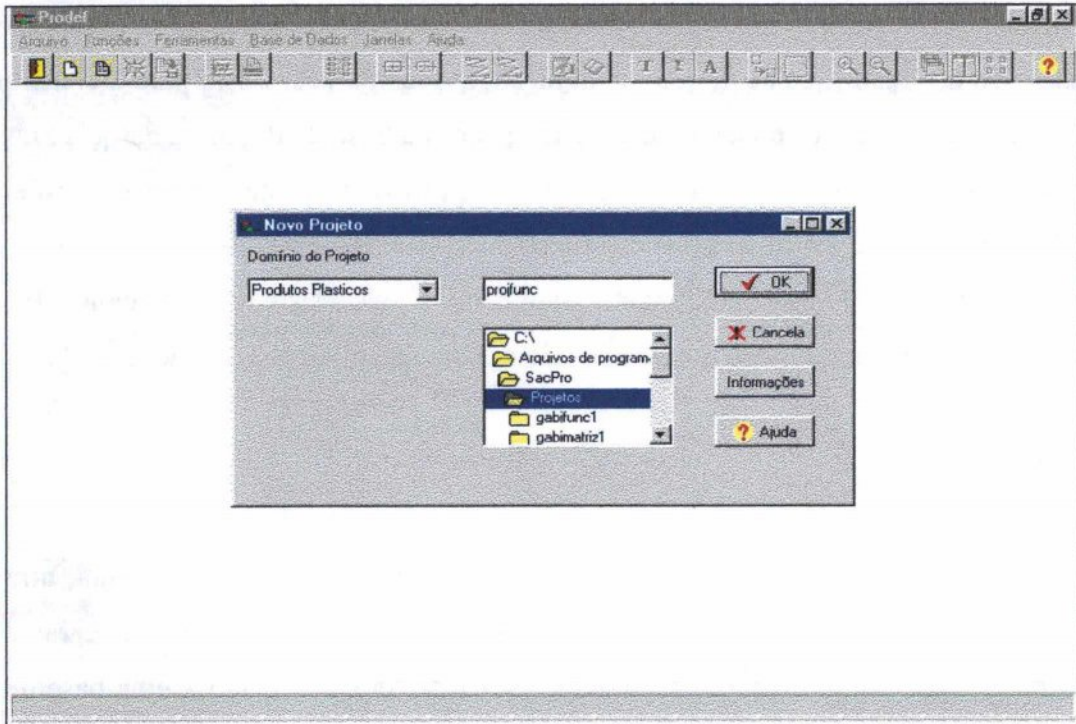 Prodef
Arquivo Funções Ferramentas Base de Dados Janelas Ajuda
T T A ?
Novo Projeto
Domínio do Projeto
Produtos Plasticos
projfunc
OK
C:\
Cancela
Arquivos de program
SacPro
Informações
Projetos
gabifunc1
? Ajuda
gabimatriz1